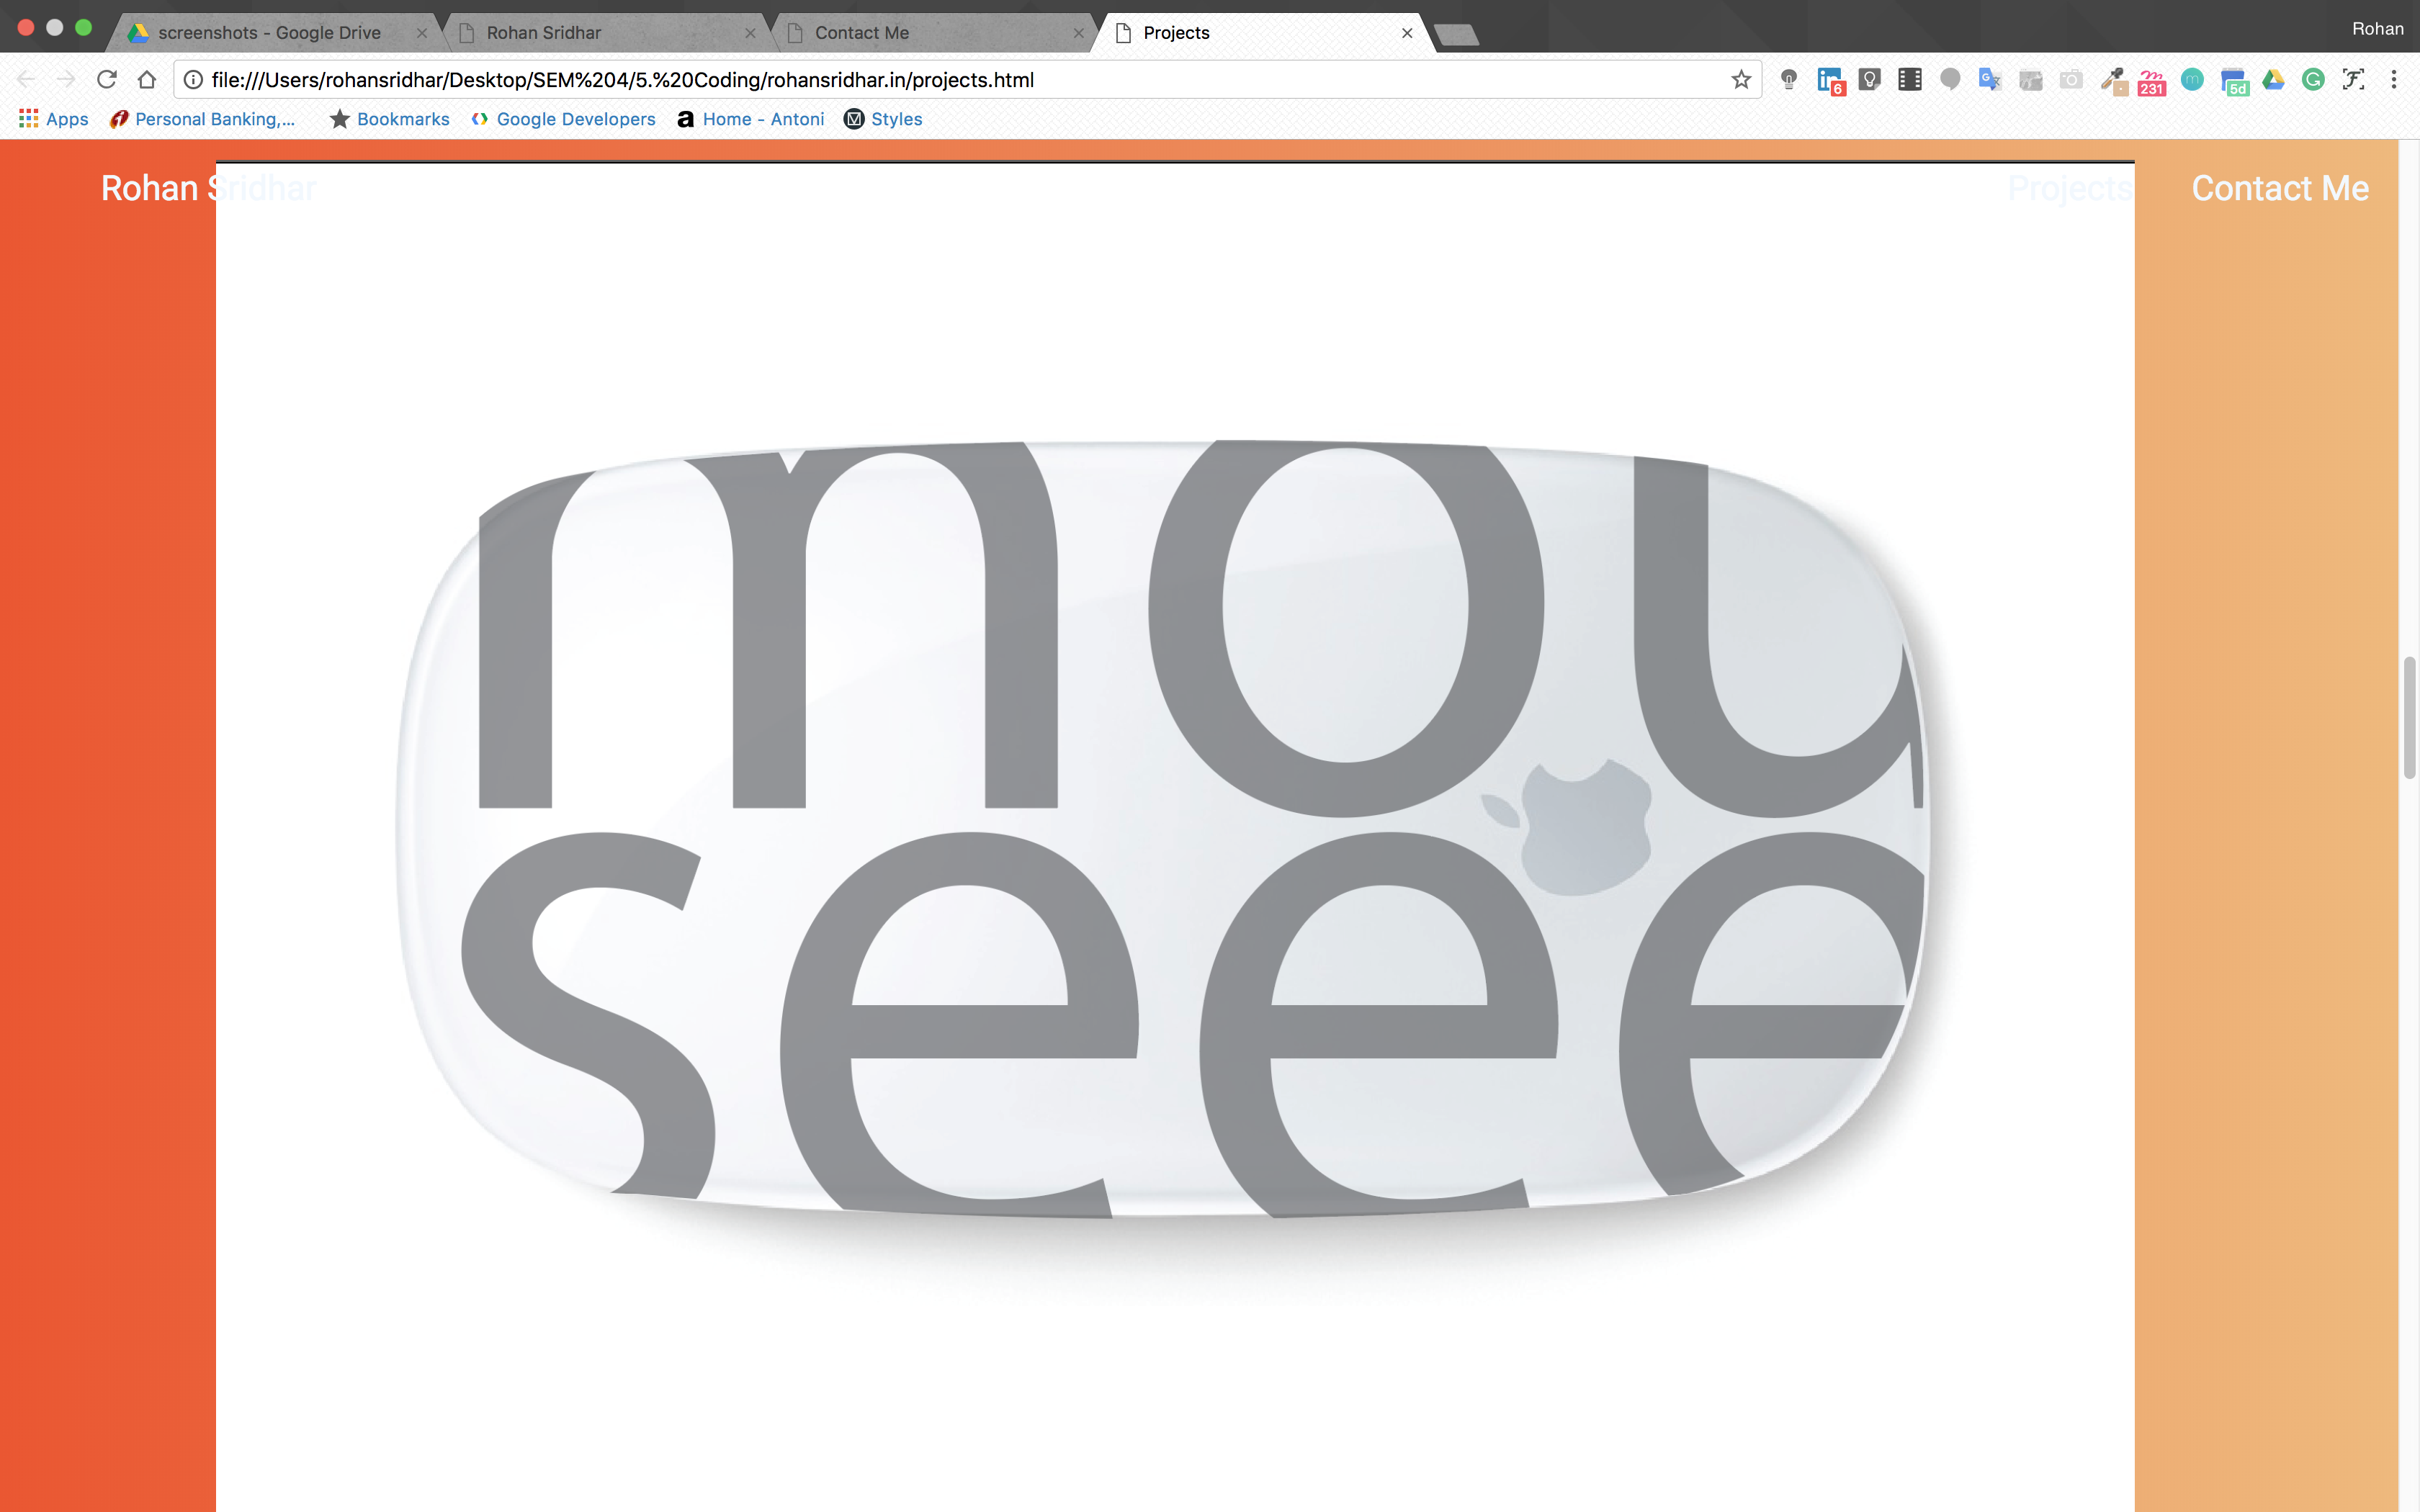 screenshots - Google Drive
Rohan Sridhar
Contact Me
Projects
Rohan
file:///Users/rohansridhar/Desktop/SEM%204/5.%20Coding/rohansridhar.in/projects.html
6
231
5d
Apps
Personal Banking,...
Bookmarks
Google Developers
a Home - Antoni
Styles
Rohan Sridhar
Projects
Contact Me
mou
seee